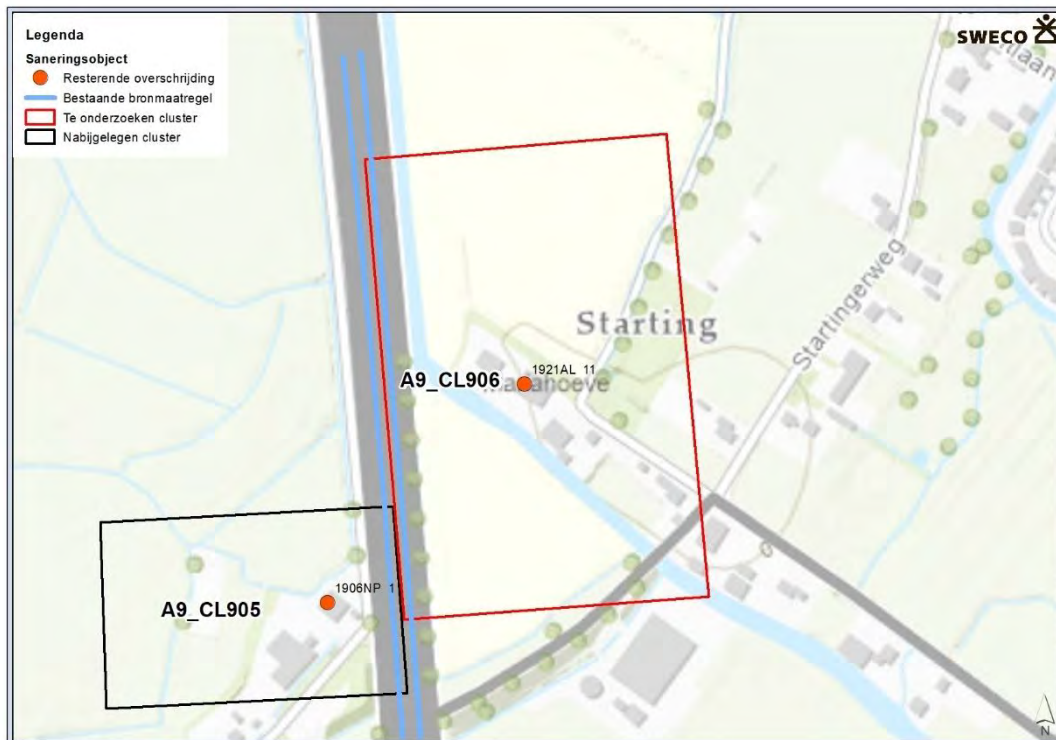 Legenda
Saneringsobject
Resterende overschrijding
Bestaande bronmaatregel
Te onderzoeken cluster
Nabijgelegen cluster
SWECO
Starting
Startingerweg
1921AL 11
A9_CL906
Mariahoeve
1906NP 1
A9_CL905
N